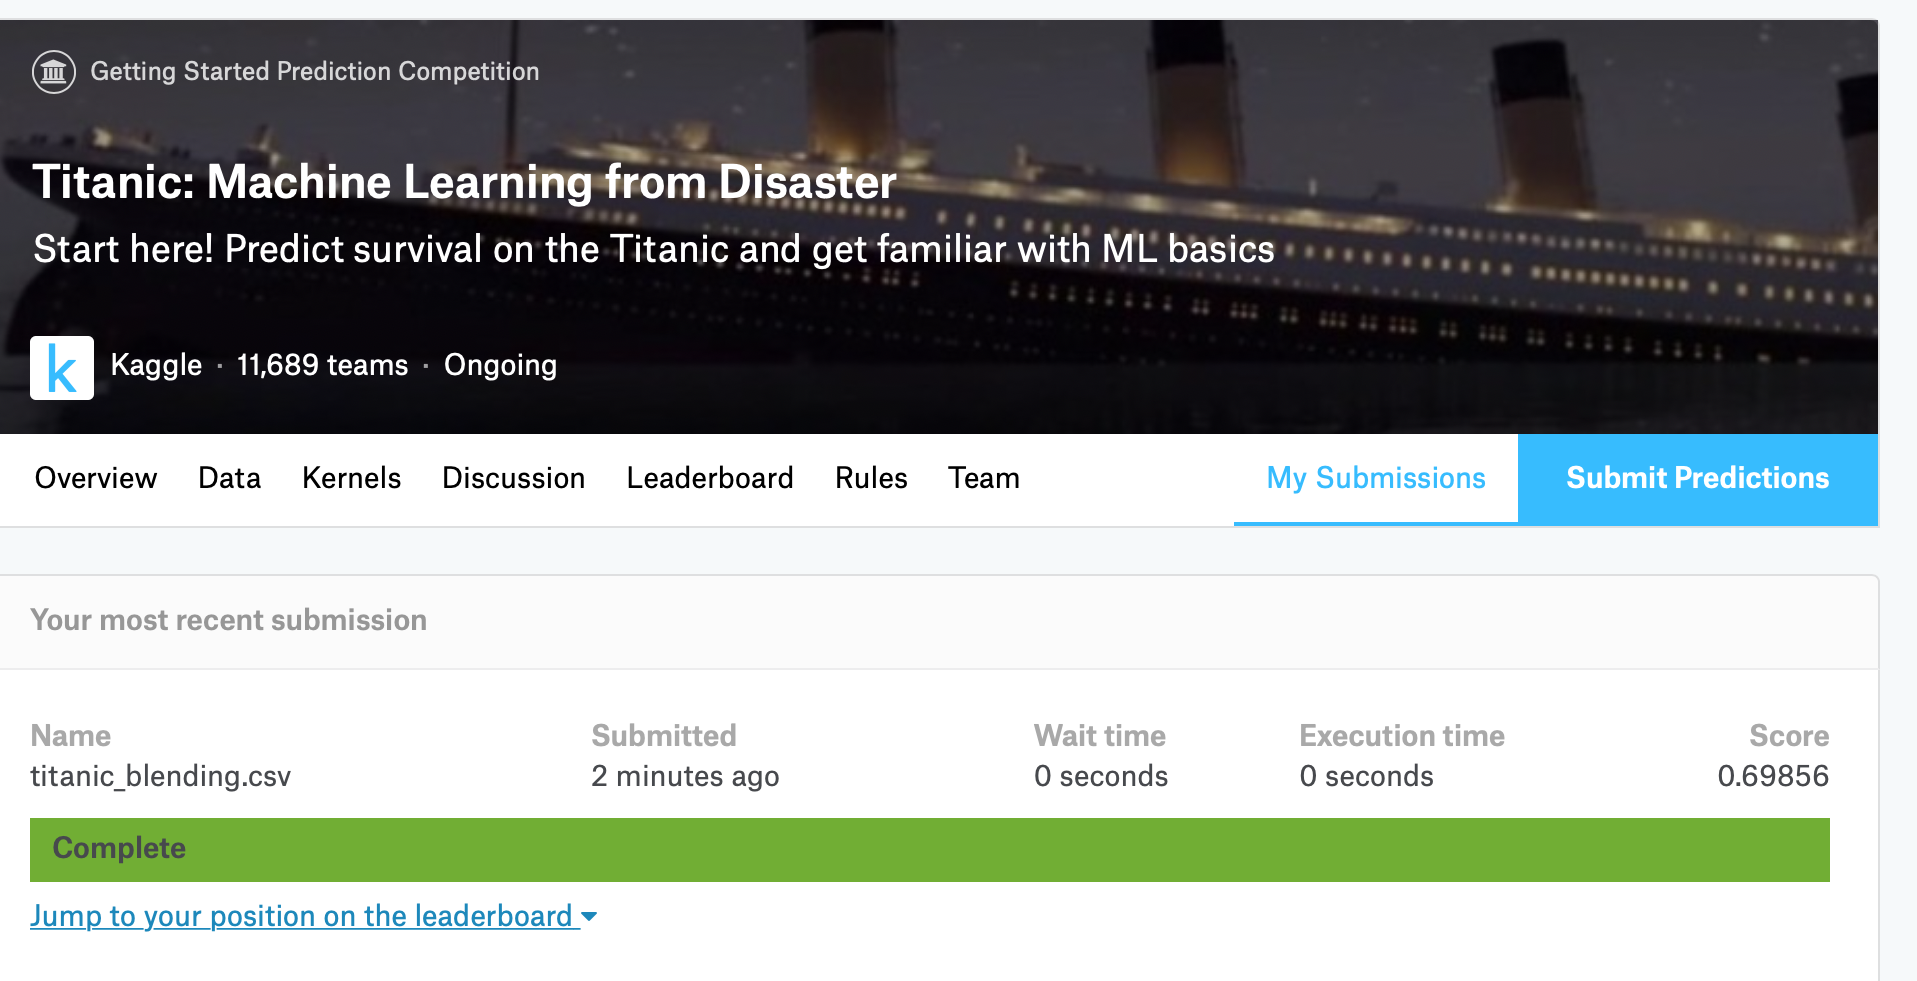 Getting Started Prediction Competition
Titanic: Machine Learning from Disaster
Start here! Predict survival on the Titanic and get familiar with ML basics
k Kaggle · 11,689 teams · Ongoing
Overview Data Kernels Discussion Leaderboard Rules Team My Submissions Submit Predictions
Your most recent submission
Name Submitted Wait time Execution time Score
titanic_blending.csv 2 minutes ago 0 seconds 0 seconds 0.69856
Complete
Jump to your position on the leaderboard